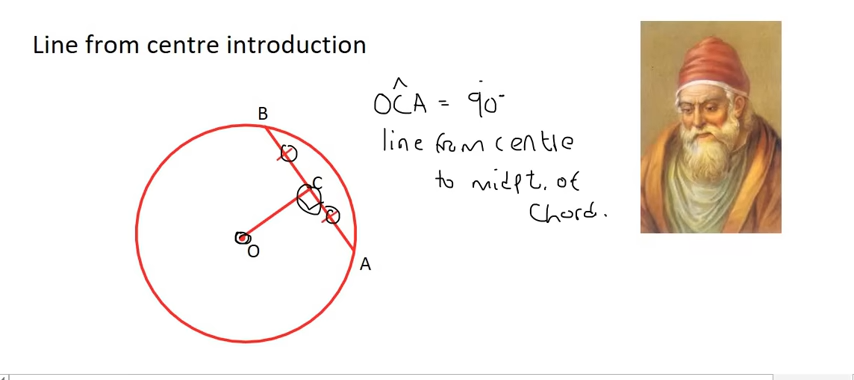 Line from centre introduction
OĈA = 90°
line from centre
to midpt. of
Chord.
B
C
O
A